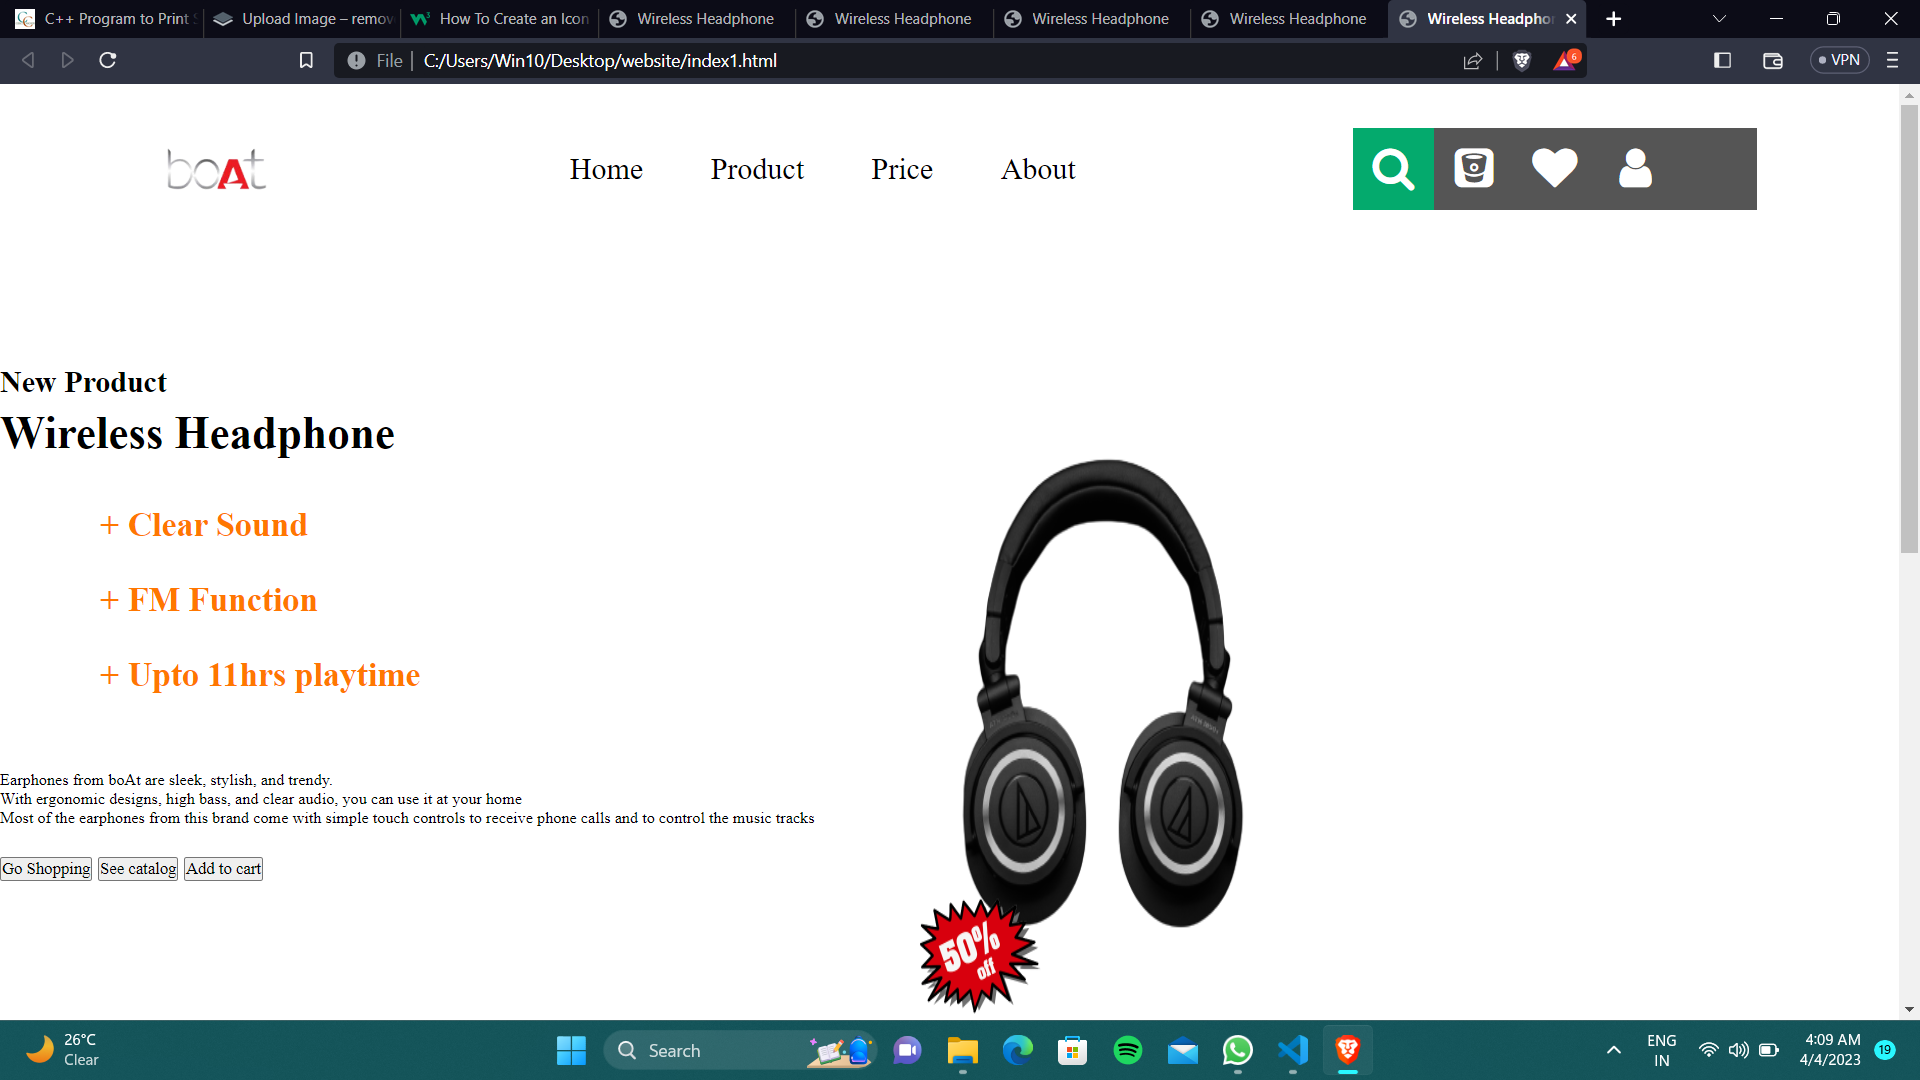 C++ Program to Print S
Upload Image – remov
How To Create an Icon
Wireless Headphone
Wireless Headphone
Wireless Headphone
Wireless Headphone
Wireless Headpho
File
C:/Users/Win10/Desktop/website/index1.html
6
VPN
boAt
Home
Product
Price
About
New Product
Wireless Headphone
+ Clear Sound
+ FM Function
+ Upto 11hrs playtime
Earphones from boAt are sleek, stylish, and trendy.
With ergonomic designs, high bass, and clear audio, you can use it at your home
Most of the earphones from this brand come with simple touch controls to receive phone calls and to control the music tracks
Go Shopping
See catalog
Add to cart
50%
off
26°C
Clear
Search
ENG
IN
4:09 AM
4/4/2023
19